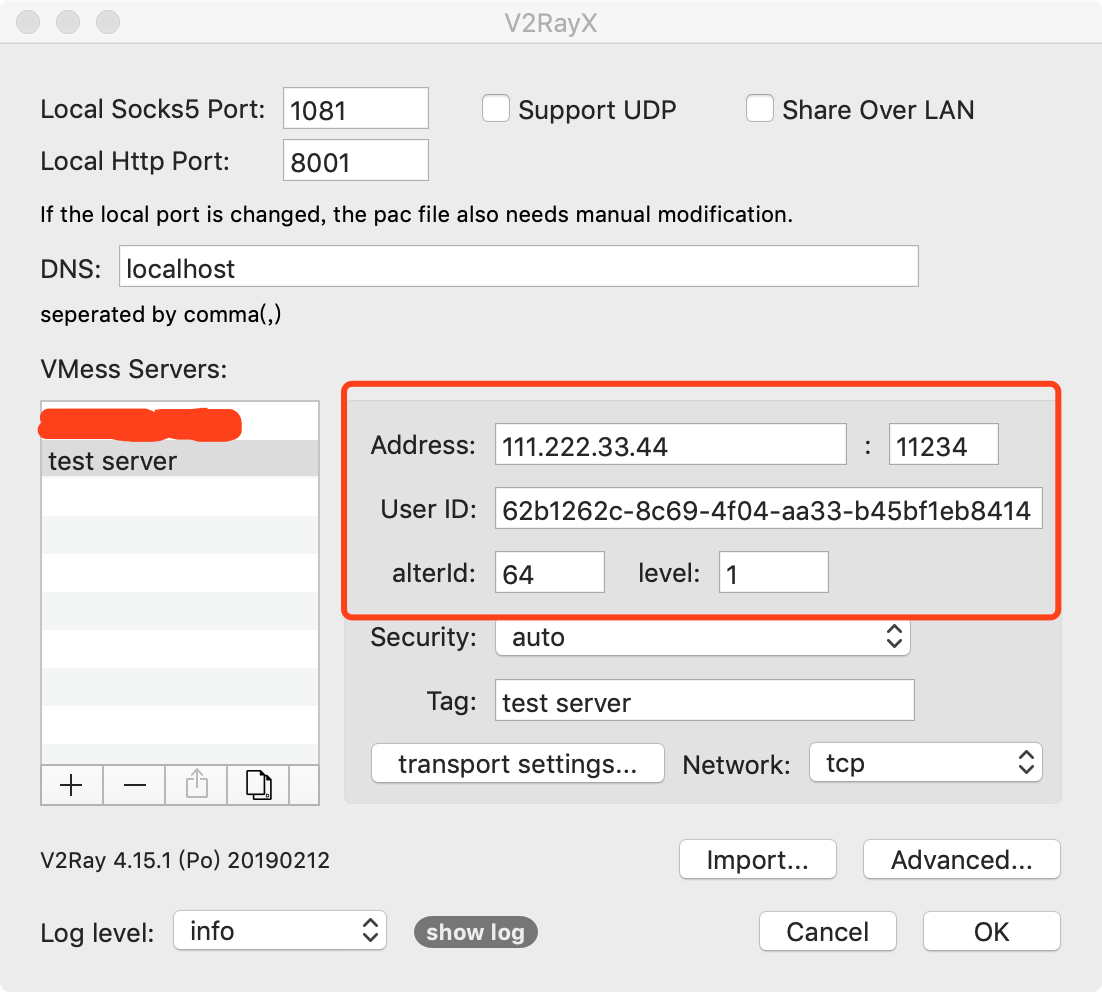 V2RayX
Local Socks5 Port: 1081 Support UDP Share Over LAN
Local Http Port: 8001
If the local port is changed, the pac file also needs manual modification.
DNS: localhost
seperated by comma(,)
VMess Servers:
Address: 111.222.33.44 : 11234
test server
User ID: 62b1262c-8c69-4f04-aa33-b45bf1eb8414
alterId: 64 level: 1
Security: auto
Tag: test server
transport settings... Network: tcp
V2Ray 4.15.1 (Po) 20190212 Import... Advanced...
Log level: info show log Cancel OK